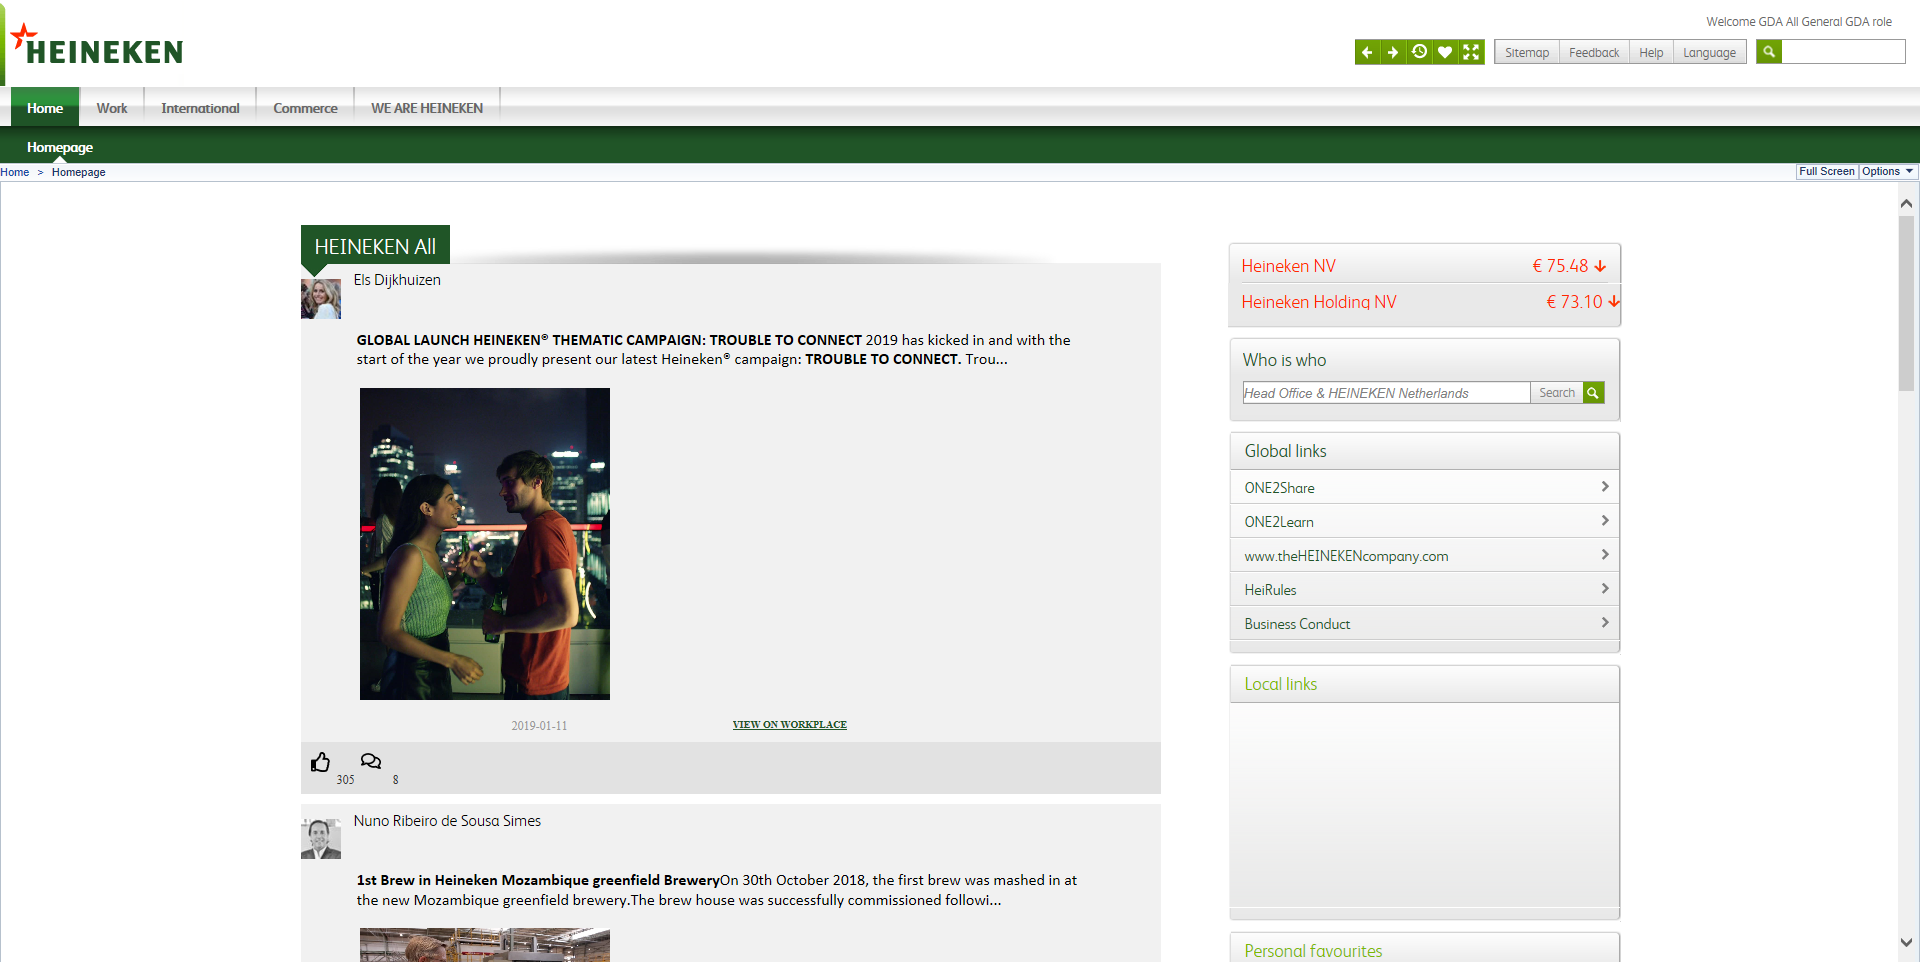 Welcome GDA All General GDA role
HEINEKEN
Sitemap Feedback Help Language
Home Work International Commerce WE ARE HEINEKEN
Homepage
Home > Homepage
Full Screen Options
HEINEKEN All
Els Dijkhuizen
GLOBAL LAUNCH HEINEKEN® THEMATIC CAMPAIGN: TROUBLE TO CONNECT 2019 has kicked in and with the
start of the year we proudly present our latest Heineken® campaign: TROUBLE TO CONNECT. Trou...
2019-01-11 VIEW ON WORKPLACE
305 8
Nuno Ribeiro de Sousa Simes
1st Brew in Heineken Mozambique greenfield BreweryOn 30th October 2018, the first brew was mashed in at
the new Mozambique greenfield brewery.The brew house was successfully commissioned followi...
Heineken NV € 75.48
Heineken Holding NV € 73.10
Who is who
Head Office & HEINEKEN Netherlands Search
Global links
ONE2Share
ONE2Learn
www.theHEINEKENcompany.com
HeiRules
Business Conduct
Local links
Personal favourites